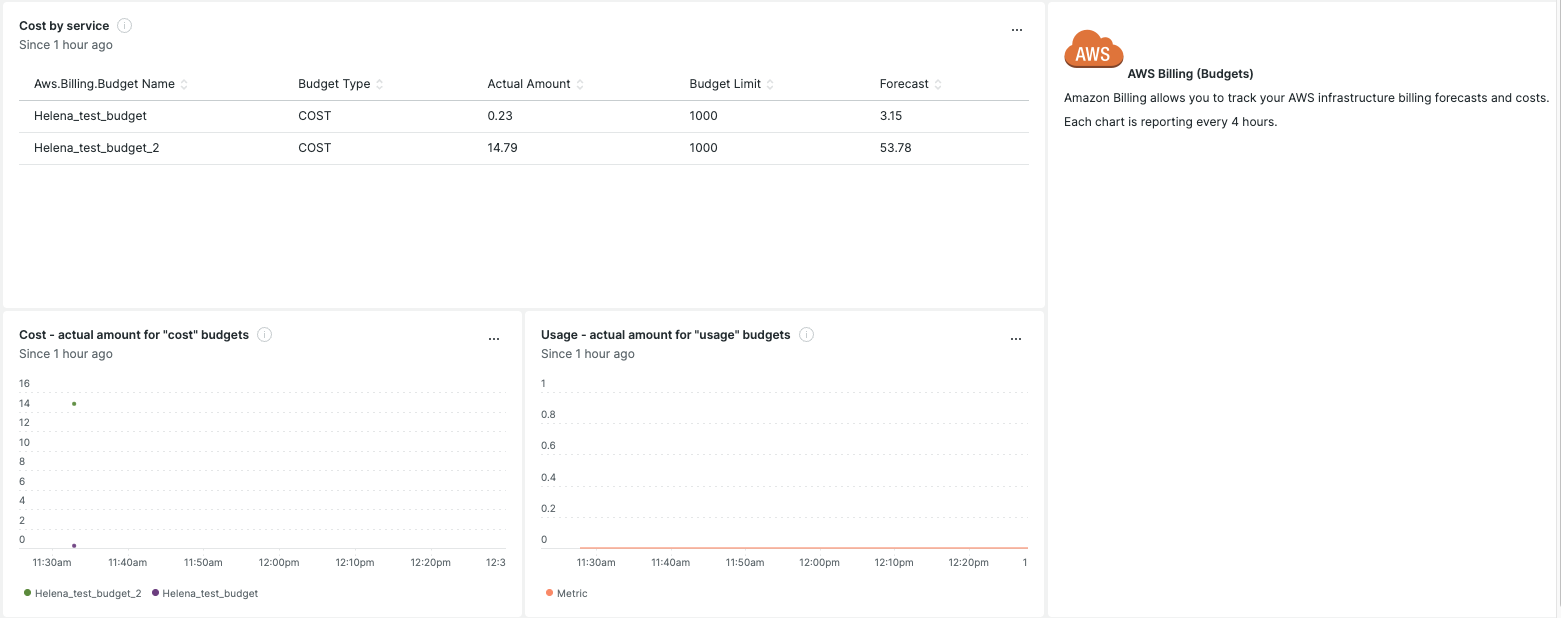 Cost by service
Since 1 hour ago
...
Aws.Billing.Budget Name Budget Type Actual Amount Budget Limit Forecast
Helena_test_budget COST 0.23 1000 3.15
Helena_test_budget_2 COST 14.79 1000 53.78
AWS
AWS Billing (Budgets)
Amazon Billing allows you to track your AWS infrastructure billing forecasts and costs.
Each chart is reporting every 4 hours.
Cost - actual amount for "cost" budgets
Since 1 hour ago
...
16
14
12
10
8
6
4
2
0
11:30am 11:40am 11:50am 12:00pm 12:10pm 12:20pm 12:3
Helena_test_budget_2 Helena_test_budget
Usage - actual amount for "usage" budgets
Since 1 hour ago
...
1
0.8
0.6
0.4
0.2
0
11:30am 11:40am 11:50am 12:00pm 12:10pm 12:20pm 1
Metric